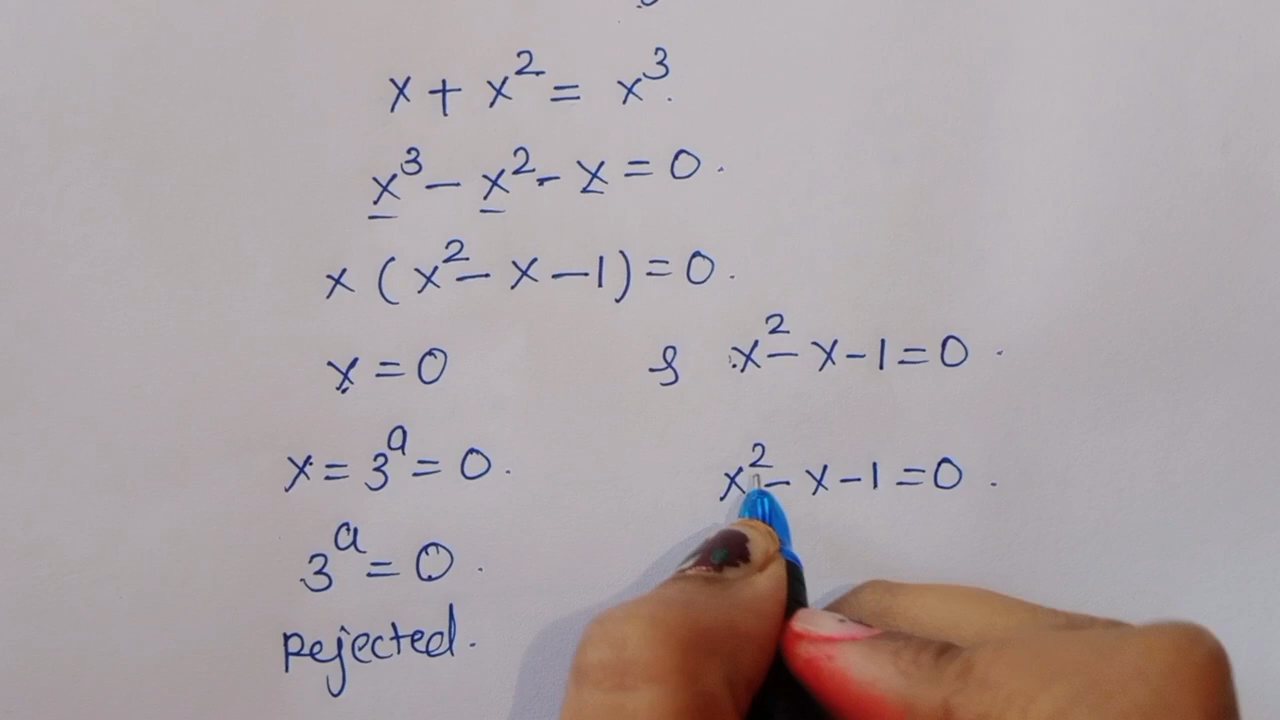 x + x² = x³.
x³ - x² - x = 0.
x (x² - x - 1) = 0.
x = 0 & x² - x - 1 = 0.
x = 3ᵃ = 0. x² - x - 1 = 0.
3ᵃ = 0.
Rejected.